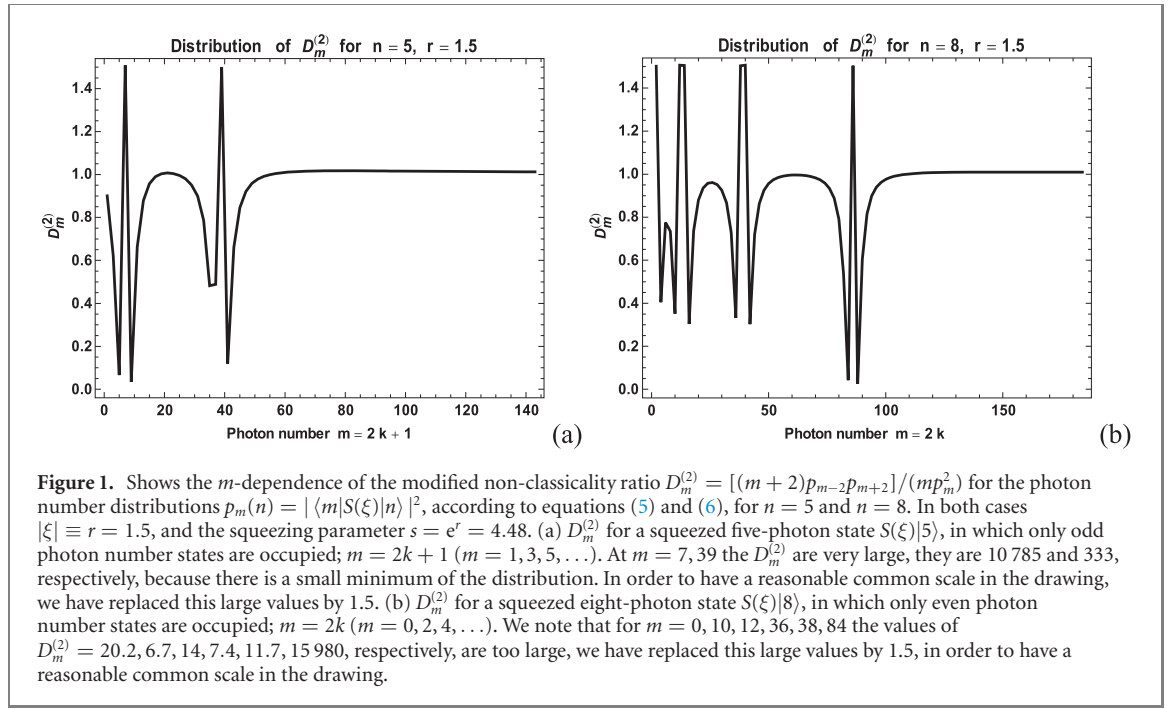 Distribution of D_m^(2) for n = 5, r = 1.5
D_m^(2)
1.4
1.2
1.0
0.8
0.6
0.4
0.2
0.0
0 20 40 60 80 100 120 140
Photon number m = 2 k + 1
(a)
Distribution of D_m^(2) for n = 8, r = 1.5
D_m^(2)
1.4
1.2
1.0
0.8
0.6
0.4
0.2
0.0
0 50 100 150
Photon number m = 2 k
(b)
Figure 1. Shows the m-dependence of the modified non-classicality ratio D_m^(2) = [(m + 2)p_{m−2}p_{m+2}]/(mp_m^2) for the photon
number distributions p_m(n) = | ⟨m|S(ξ)|n⟩ |^2, according to equations (5) and (6), for n = 5 and n = 8. In both cases
|ξ| ≡ r = 1.5, and the squeezing parameter s = e^r = 4.48. (a) D_m^(2) for a squeezed five-photon state S(ξ)|5⟩, in which only odd
photon number states are occupied; m = 2k + 1 (m = 1, 3, 5, . . .). At m = 7, 39 the D_m^(2) are very large, they are 10 785 and 333,
respectively, because there is a small minimum of the distribution. In order to have a reasonable common scale in the drawing,
we have replaced this large values by 1.5. (b) D_m^(2) for a squeezed eight-photon state S(ξ)|8⟩, in which only even photon
number states are occupied; m = 2k (m = 0, 2, 4, . . .). We note that for m = 0, 10, 12, 36, 38, 84 the values of
D_m^(2) = 20.2, 6.7, 14, 7.4, 11.7, 15 980, respectively, are too large, we have replaced this large values by 1.5, in order to have a
reasonable common scale in the drawing.